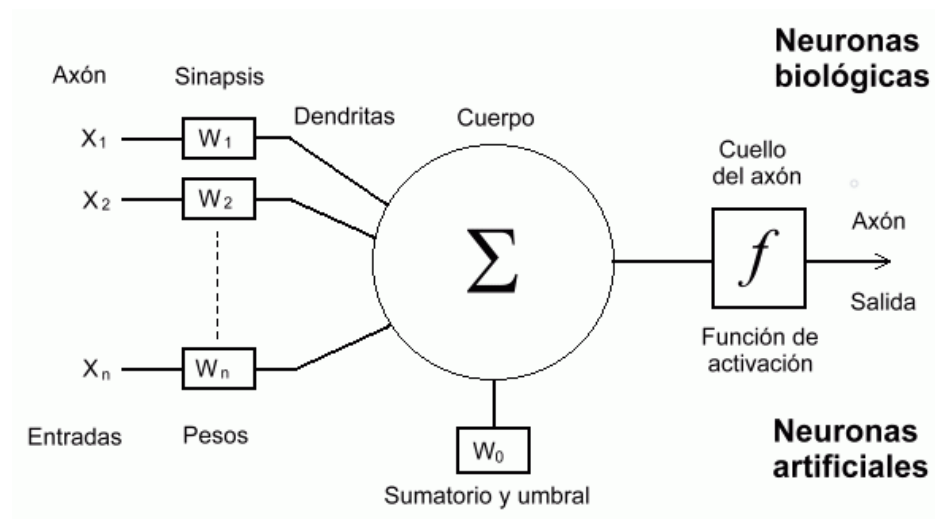 Neuronas
biológicas
Axón
Sinapsis
Dendritas
Cuerpo
Cuello
del axón
X₁
W₁
X₂
W₂
Σ
f
Axón
Salida
Función de
activación
Xₙ
Wₙ
Entradas
Pesos
W₀
Sumatorio y umbral
Neuronas
artificiales